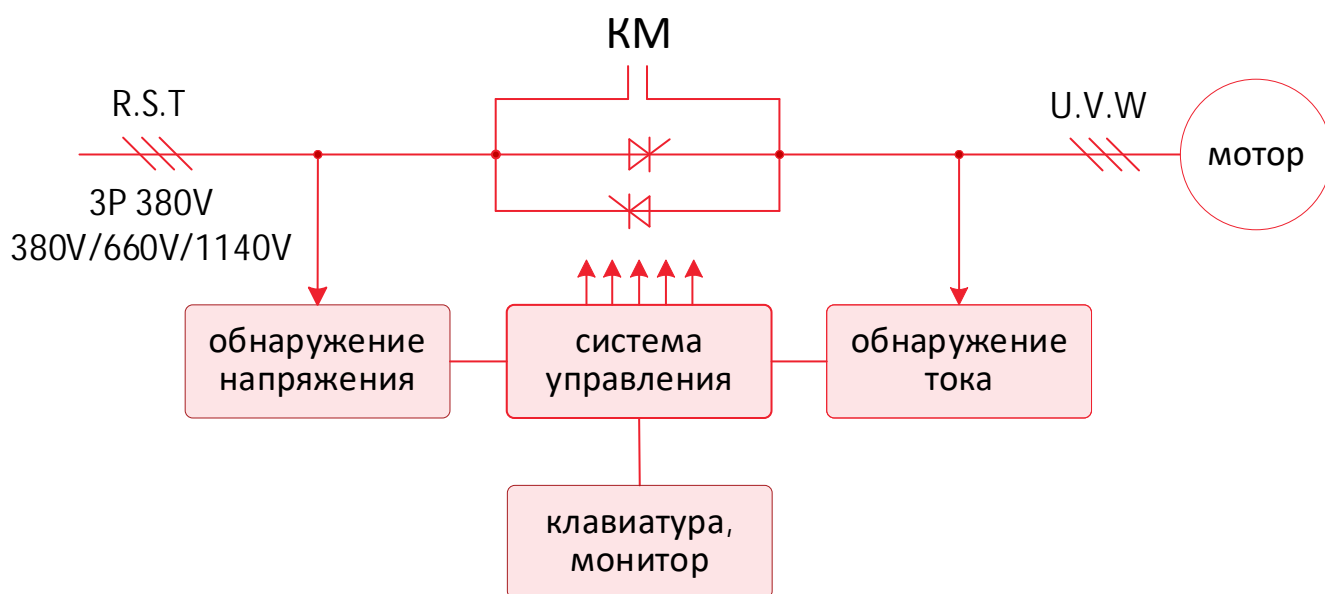 КМ
R.S.T
U.V.W
мотор
3P 380V
380V/660V/1140V
обнаружение
напряжения
система
управления
обнаружение
тока
клавиатура,
монитор